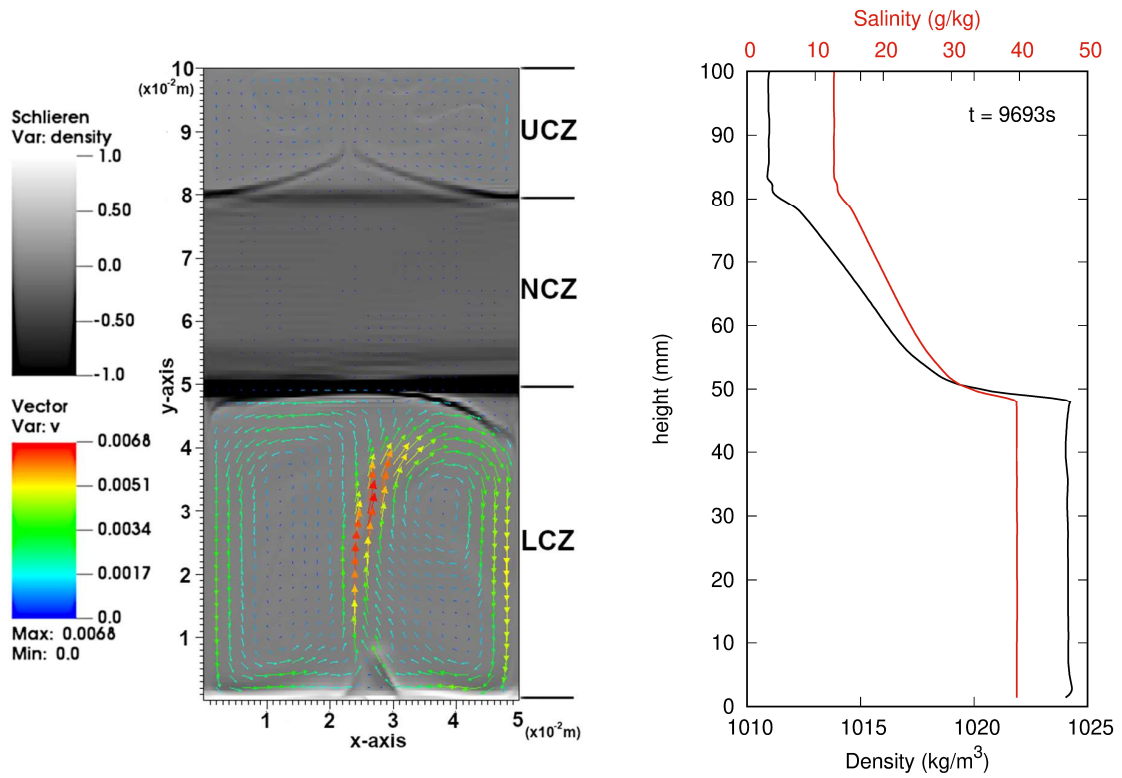 Schlieren
Var: density
1.0
0.50
0.0
-0.50
-1.0
Vector
Var: v
0.0068
0.0051
0.0034
0.0017
0.0
Max: 0.0068
Min: 0.0
10
(x10⁻²m)
9
8
7
6
5
4
3
2
1
y-axis
1 2 3 4 5 (x10⁻²m)
x-axis
UCZ
NCZ
LCZ
Salinity (g/kg)
0 12 20 30 40 50
t = 9693s
100
90
80
70
60
50
40
30
20
10
0
height (mm)
1010 1015 1020 1025
Density (kg/m³)